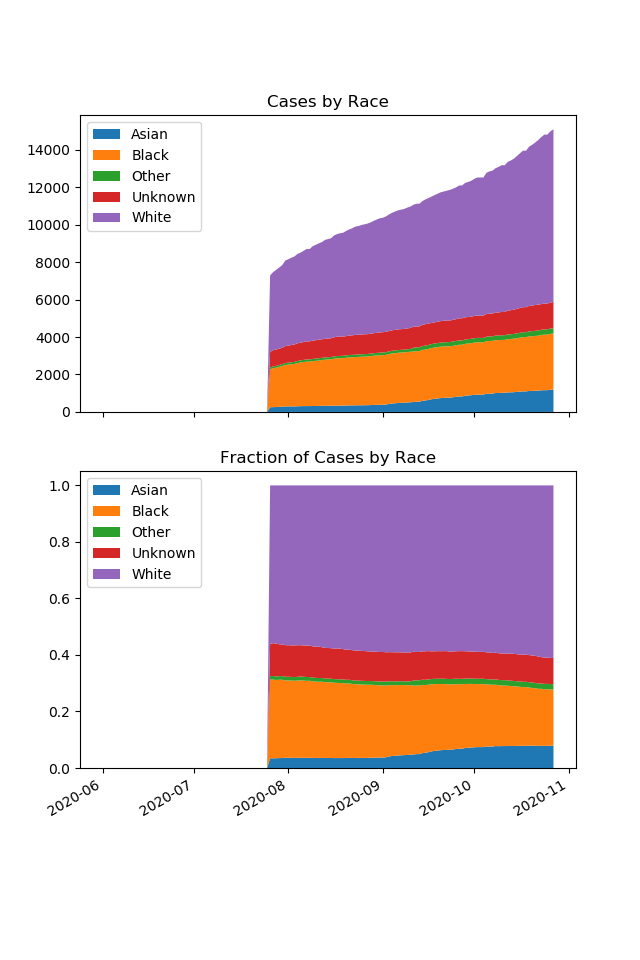 Cases by Race
Asian
Black
Other
Unknown
White
14000
12000
10000
8000
6000
4000
2000
0
Fraction of Cases by Race
Asian
Black
Other
Unknown
White
1.0
0.8
0.6
0.4
0.2
0.0
2020-06 2020-07 2020-08 2020-09 2020-10 2020-11